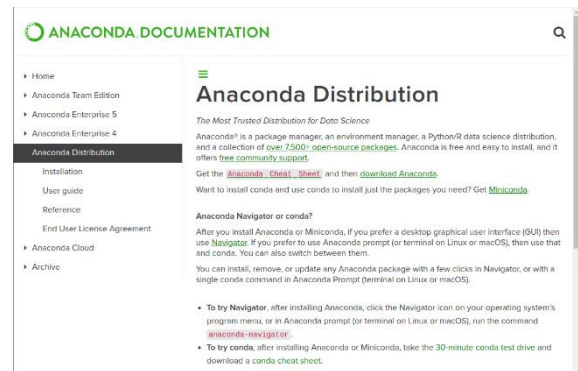 ANACONDA.DOCUMENTATION
Home
Anaconda Team Edition
Anaconda Enterprise 5
Anaconda Enterprise 4
Anaconda Distribution
Installation
User guide
Reference
End User License Agreement
Anaconda Cloud
Archive
Anaconda Distribution
The Most Trusted Distribution for Data Science
Anaconda® is a package manager, an environment manager, a Python/R data science distribution,
and a collection of over 7,500+ open-source packages. Anaconda is free and easy to install, and it
offers free community support.
Get the Anaconda Cheat Sheet and then download Anaconda.
Want to install conda and use conda to install just the packages you need? Get Miniconda.
Anaconda Navigator or conda?
After you install Anaconda or Miniconda, if you prefer a desktop graphical user interface (GUI) then
use Navigator. If you prefer to use Anaconda prompt (or terminal on Linux or macOS), then use that
and conda. You can also switch between them.
You can install, remove, or update any Anaconda package with a few clicks in Navigator, or with a
single conda command in Anaconda Prompt (terminal on Linux or macOS).
• To try Navigator, after installing Anaconda, click the Navigator icon on your operating system's
program menu, or in Anaconda prompt (or terminal on Linux or macOS), run the command
anaconda-navigator.
• To try conda, after installing Anaconda or Miniconda, take the 30-minute conda test drive and
download a conda cheat sheet.